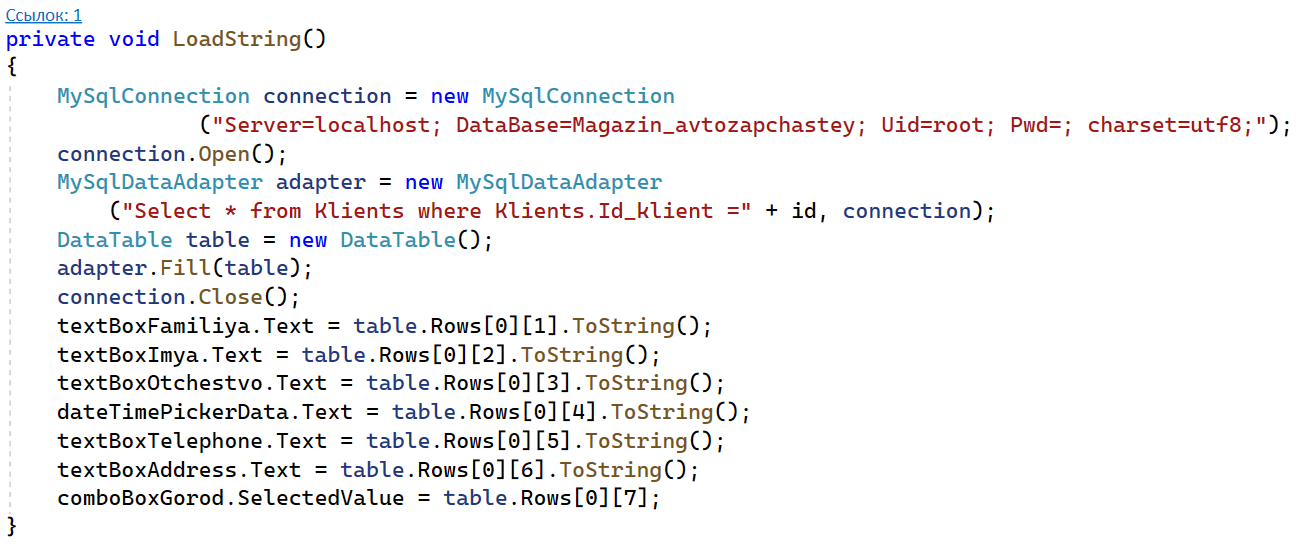 Ссылок: 1
private void LoadString()
{
    MySqlConnection connection = new MySqlConnection
               ("Server=localhost; DataBase=Magazin_avtozapchastey; Uid=root; Pwd=; charset=utf8;");
    connection.Open();
    MySqlDataAdapter adapter = new MySqlDataAdapter
        ("Select * from Klients where Klients.Id_klient =" + id, connection);
    DataTable table = new DataTable();
    adapter.Fill(table);
    connection.Close();
    textBoxFamiliya.Text = table.Rows[0][1].ToString();
    textBoxImya.Text = table.Rows[0][2].ToString();
    textBoxOtchestvo.Text = table.Rows[0][3].ToString();
    dateTimePickerData.Text = table.Rows[0][4].ToString();
    textBoxTelephone.Text = table.Rows[0][5].ToString();
    textBoxAddress.Text = table.Rows[0][6].ToString();
    comboBoxGorod.SelectedValue = table.Rows[0][7];
}